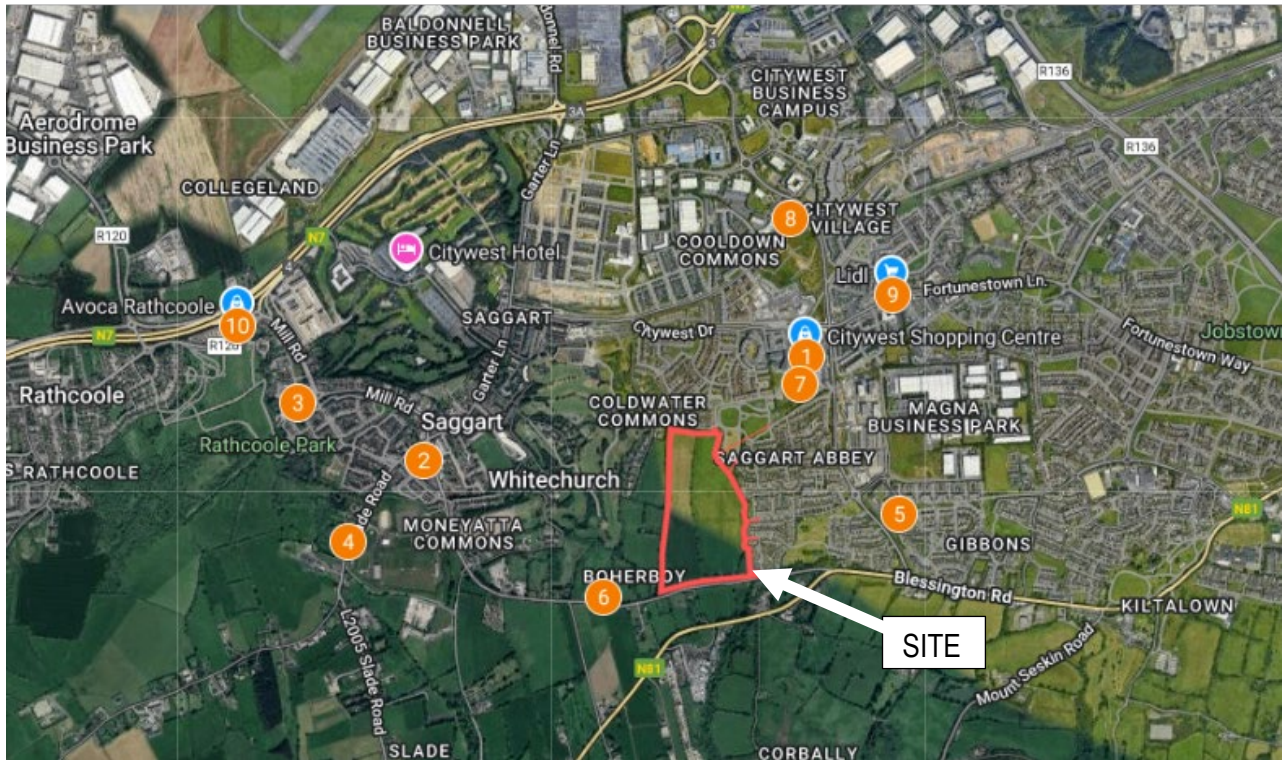 BALDONNELL
BUSINESS PARK
N7
3
R136
CITYWEST
BUSINESS
CAMPUS
3A
Aerodrome
Business Park
R136
COLLEGELAND
Garter Ln
R120
N7
8
CITYWEST
VILLAGE
COOLDOWN
COMMONS
Citywest Hotel
4
Lidl
9
Fortunestown Ln.
Avoca Rathcoole
10
SAGGART
Citywest Dr
Citywest Shopping Centre
Jobstown
N7
Mill Rd
1
Fortunestown Way
Garter Ln
7
Rathcoole
3
Mill Rd
COLDWATER
COMMONS
MAGNA
BUSINESS PARK
Saggart
Rathcoole Park
2
SAGGART ABBEY
RATHCOOLE
Whitechurch
N81
5
MONEYATTA
COMMONS
4
GIBBONS
BOHERBOY
6
Blessington Rd
KILTALOWN
L2005 Slade Road
SITE
N81
Mount Seskin Road
SLADE
CORBALLY